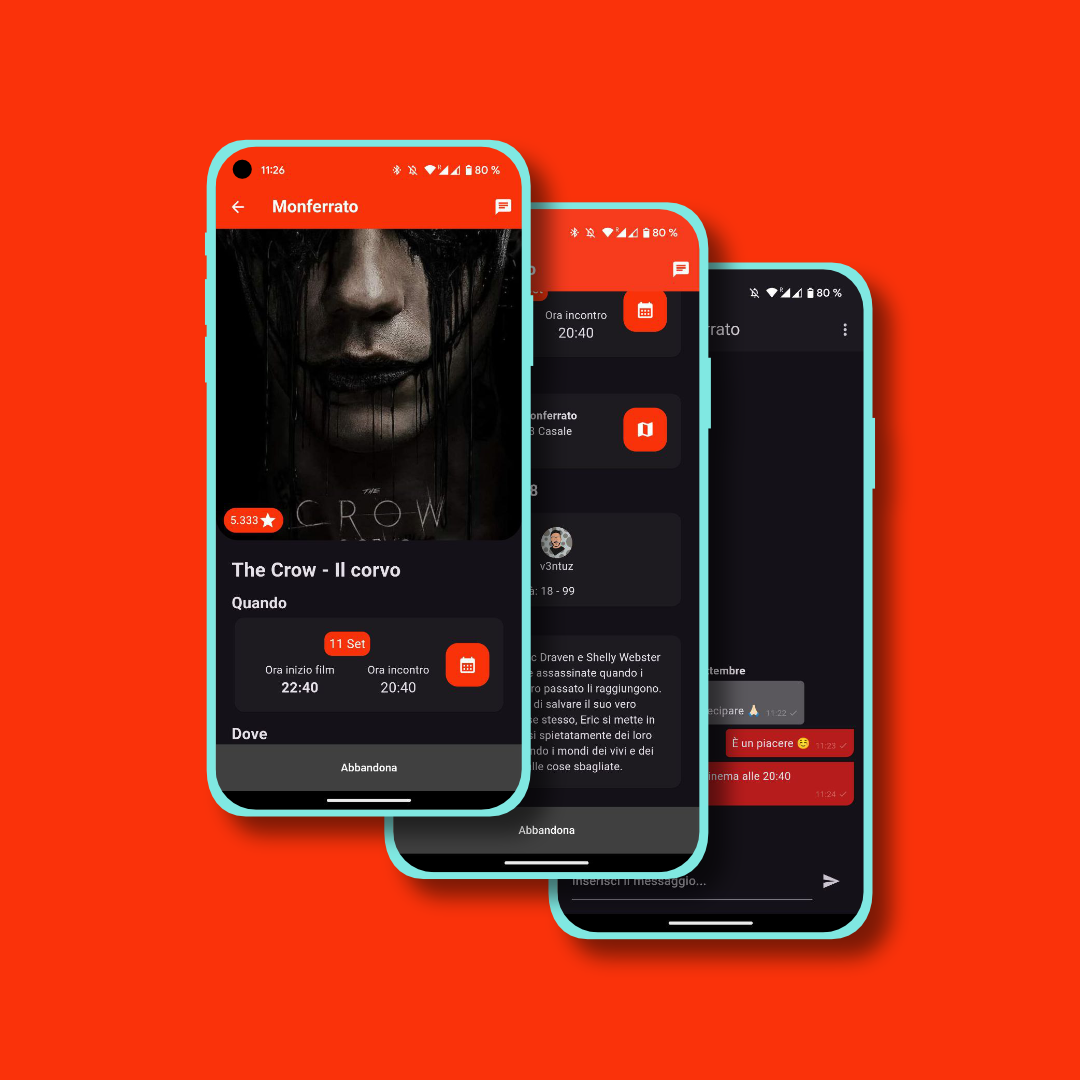 11:26
80 %
Monferrato
THE
CROW
5.333
The Crow - Il corvo
Quando
11 Set
Ora inizio film
Ora incontro
22:40
20:40
Dove
Abbandona
80 %
Ora incontro
20:40
onferrato
3 Casale
8
v3ntuz
: 18 - 99
c Draven e Shelly Webster
e assassinate quando i
ro passato li raggiungono.
di salvare il suo vero
se stesso, Eric si mette in
si spietatamente dei loro
ndo i mondi dei vivi e dei
lle cose sbagliate.
Abbandona
80 %
rrato
ttembre
ecipare 🙏🏻 11:22
È un piacere ☺️ 11:23
inema alle 20:40
11:24
Inserisci il messaggio...